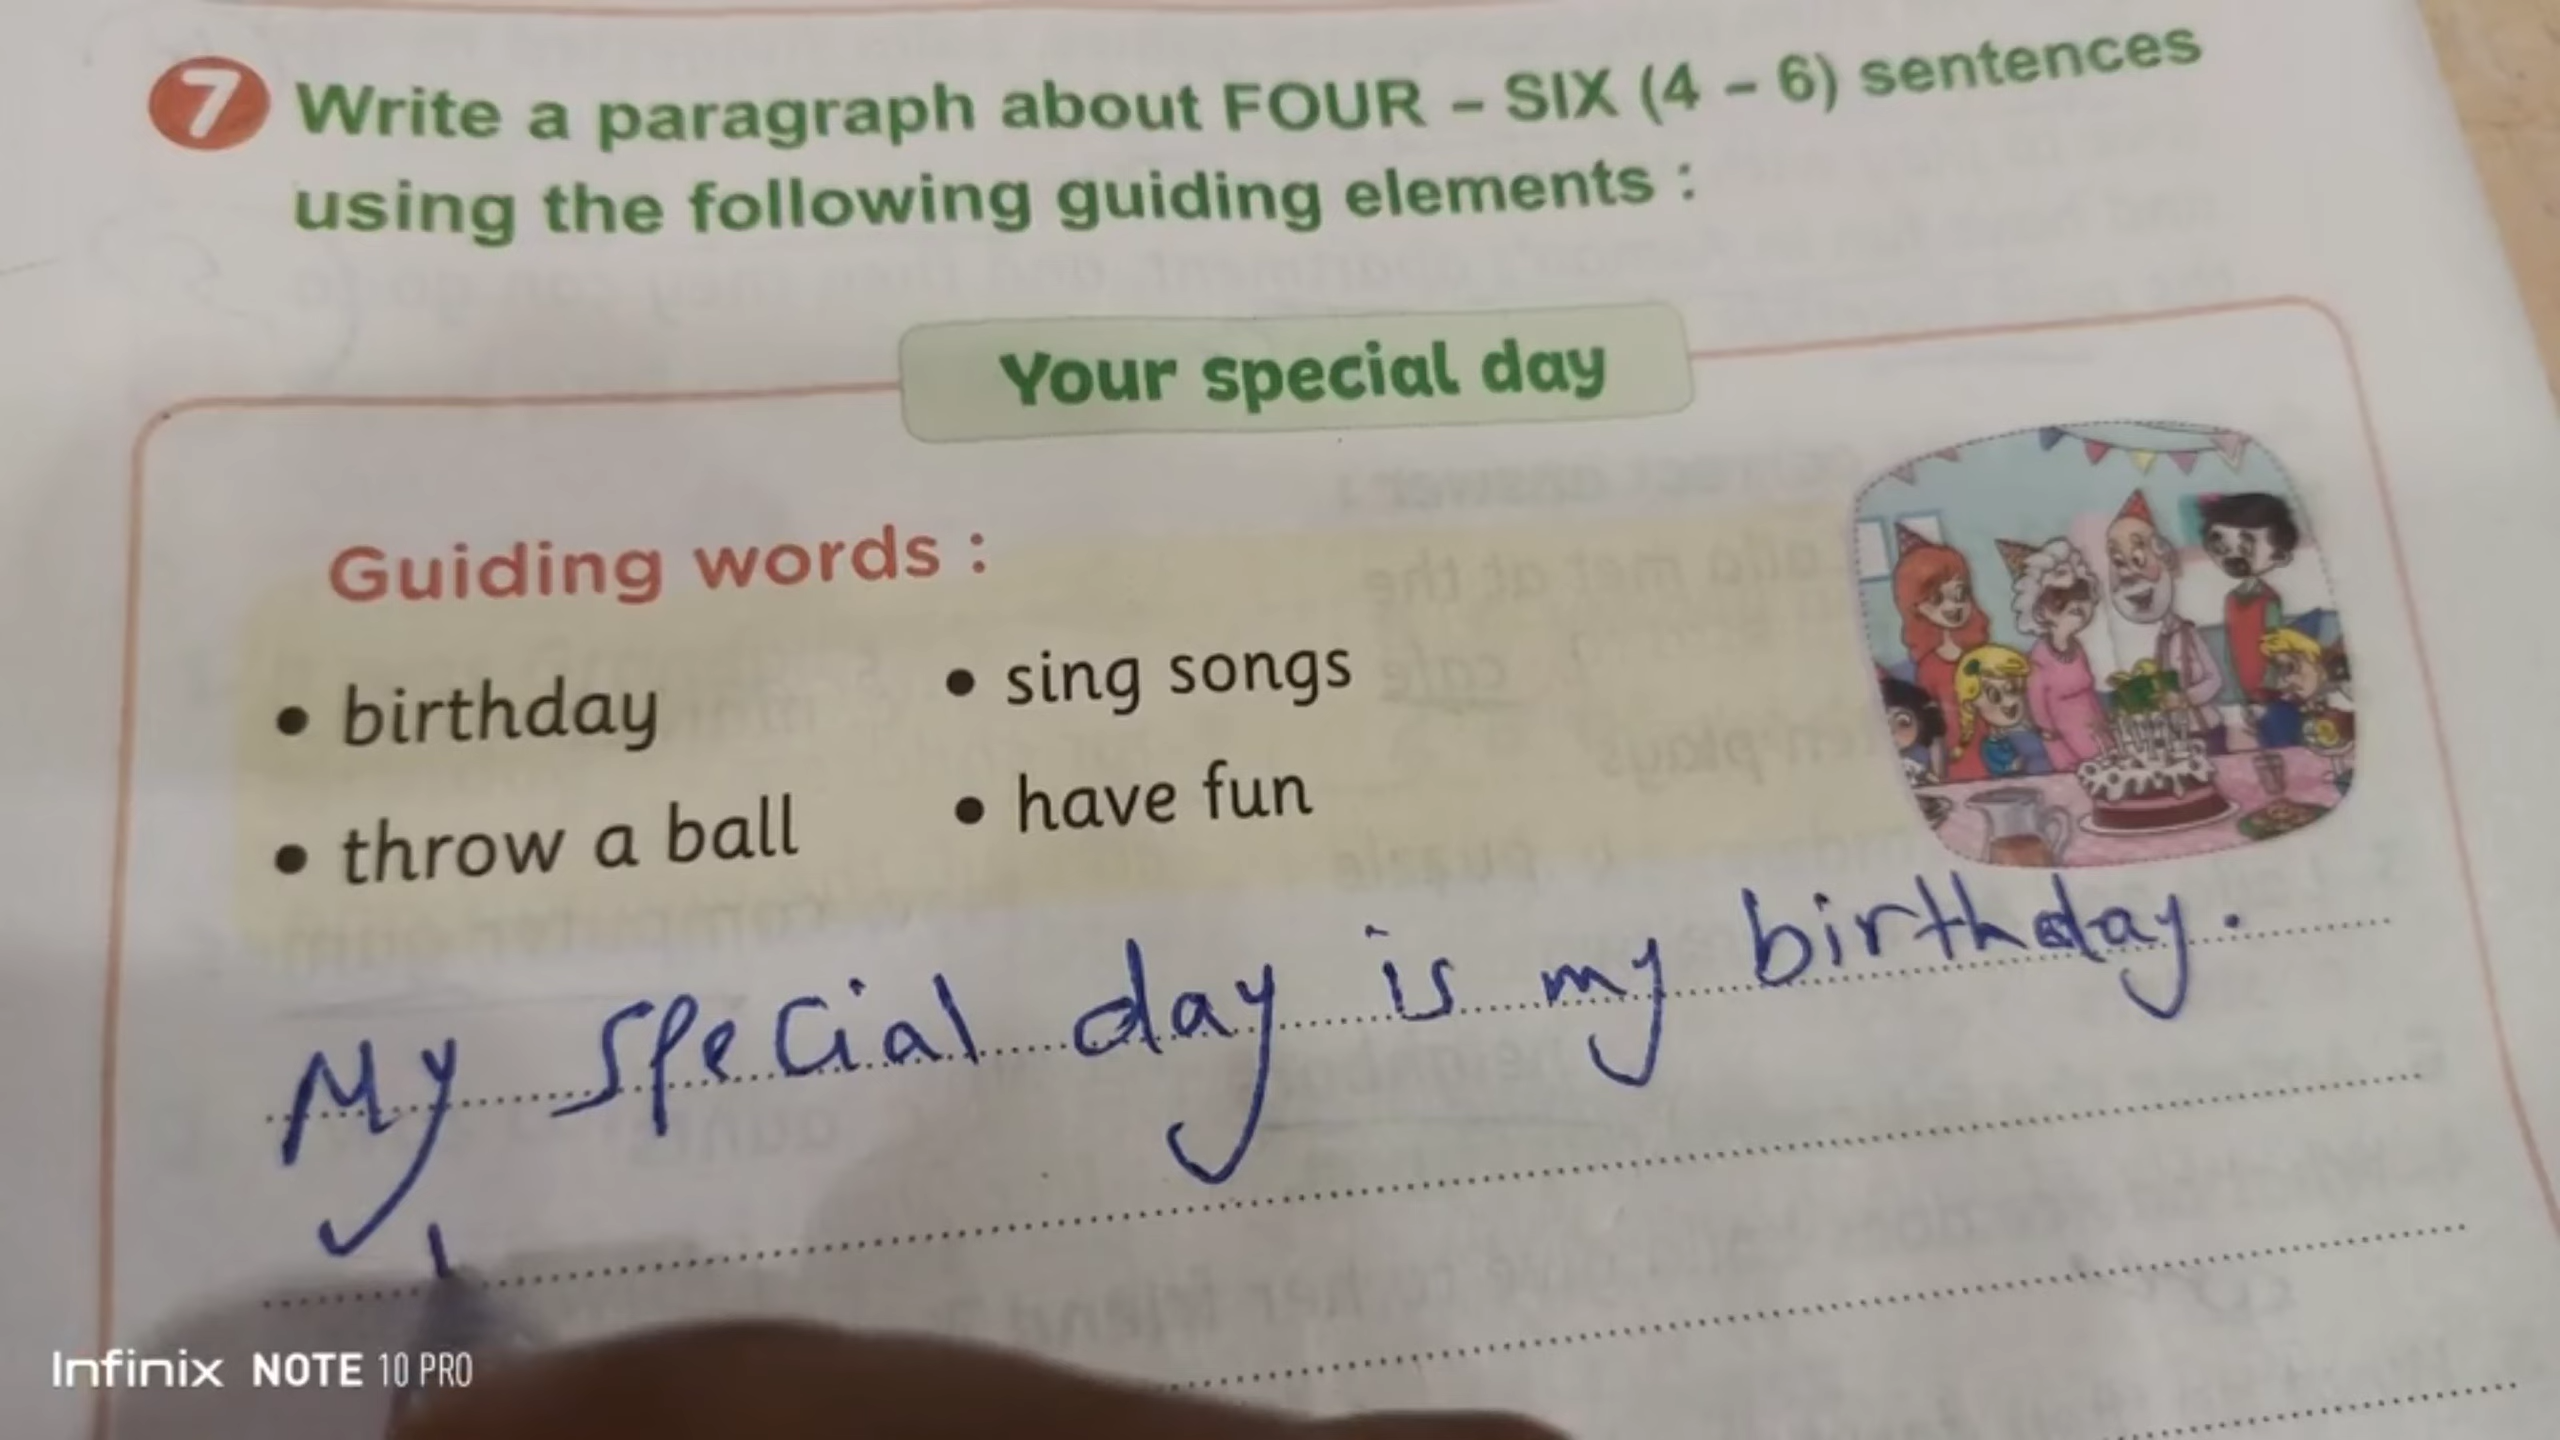 7 Write a paragraph about FOUR – SIX (4 – 6) sentences
using the following guiding elements :
Your special day
Guiding words :
• birthday • sing songs
• throw a ball • have fun
My special day is my birthday.
Infinix NOTE 10 PRO